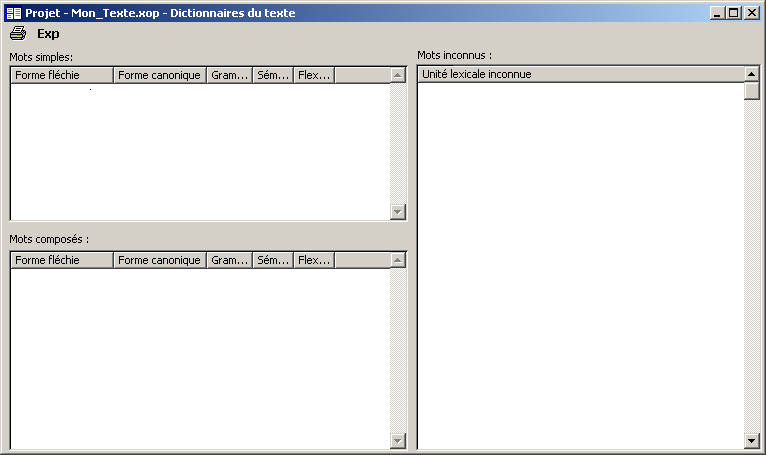 Projet - Mon_Texte.xop - Dictionnaires du texte
Exp
Mots simples:
Forme fléchie Forme canonique Gram... Sém... Flex...
Mots composés :
Forme fléchie Forme canonique Gram... Sém... Flex...
Mots inconnus :
Unité lexicale inconnue